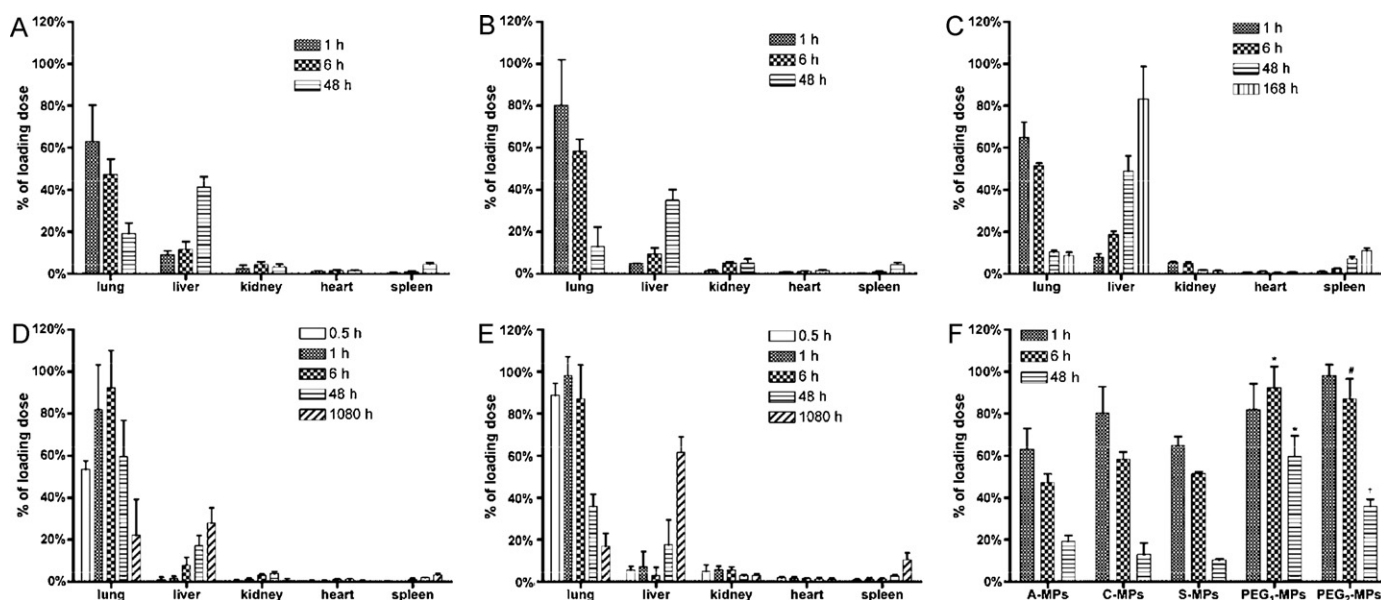 A
% of loading dose
120%
100%
80%
60%
40%
20%
0%
1 h
6 h
48 h
lung liver kidney heart spleen
B
% of loading dose
120%
100%
80%
60%
40%
20%
0%
1 h
6 h
48 h
lung liver kidney heart spleen
C
% of loading dose
120%
100%
80%
60%
40%
20%
0%
1 h
6 h
48 h
168 h
lung liver kidney heart spleen
D
% of loading dose
120%
100%
80%
60%
40%
20%
0%
0.5 h
1 h
6 h
48 h
1080 h
lung liver kidney heart spleen
E
% of loading dose
120%
100%
80%
60%
40%
20%
0%
0.5 h
1 h
6 h
48 h
1080 h
lung liver kidney heart spleen
F
% of loading dose
120%
100%
80%
60%
40%
20%
0%
1 h
6 h
48 h
* #
*
A-MPs C-MPs S-MPs PEG₁-MPs PEG₂-MPs